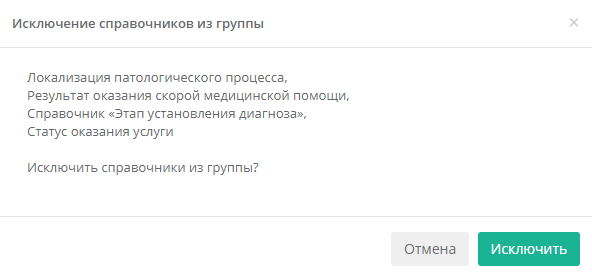 Исключение справочников из группы
×
Локализация патологического процесса,
Результат оказания скорой медицинской помощи,
Справочник «Этап установления диагноза»,
Статус оказания услуги
Исключить справочники из группы?
Отмена
Исключить